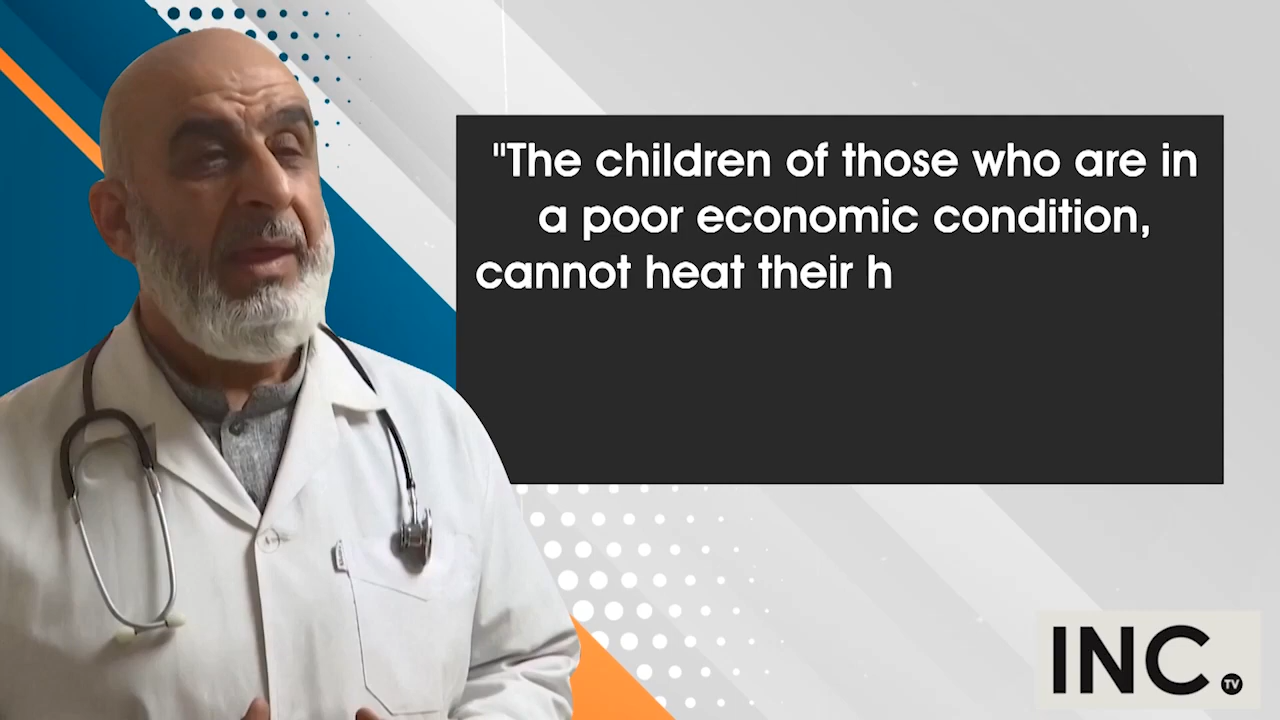 "The children of those who are in
a poor economic condition,
cannot heat their h
INC.
TV